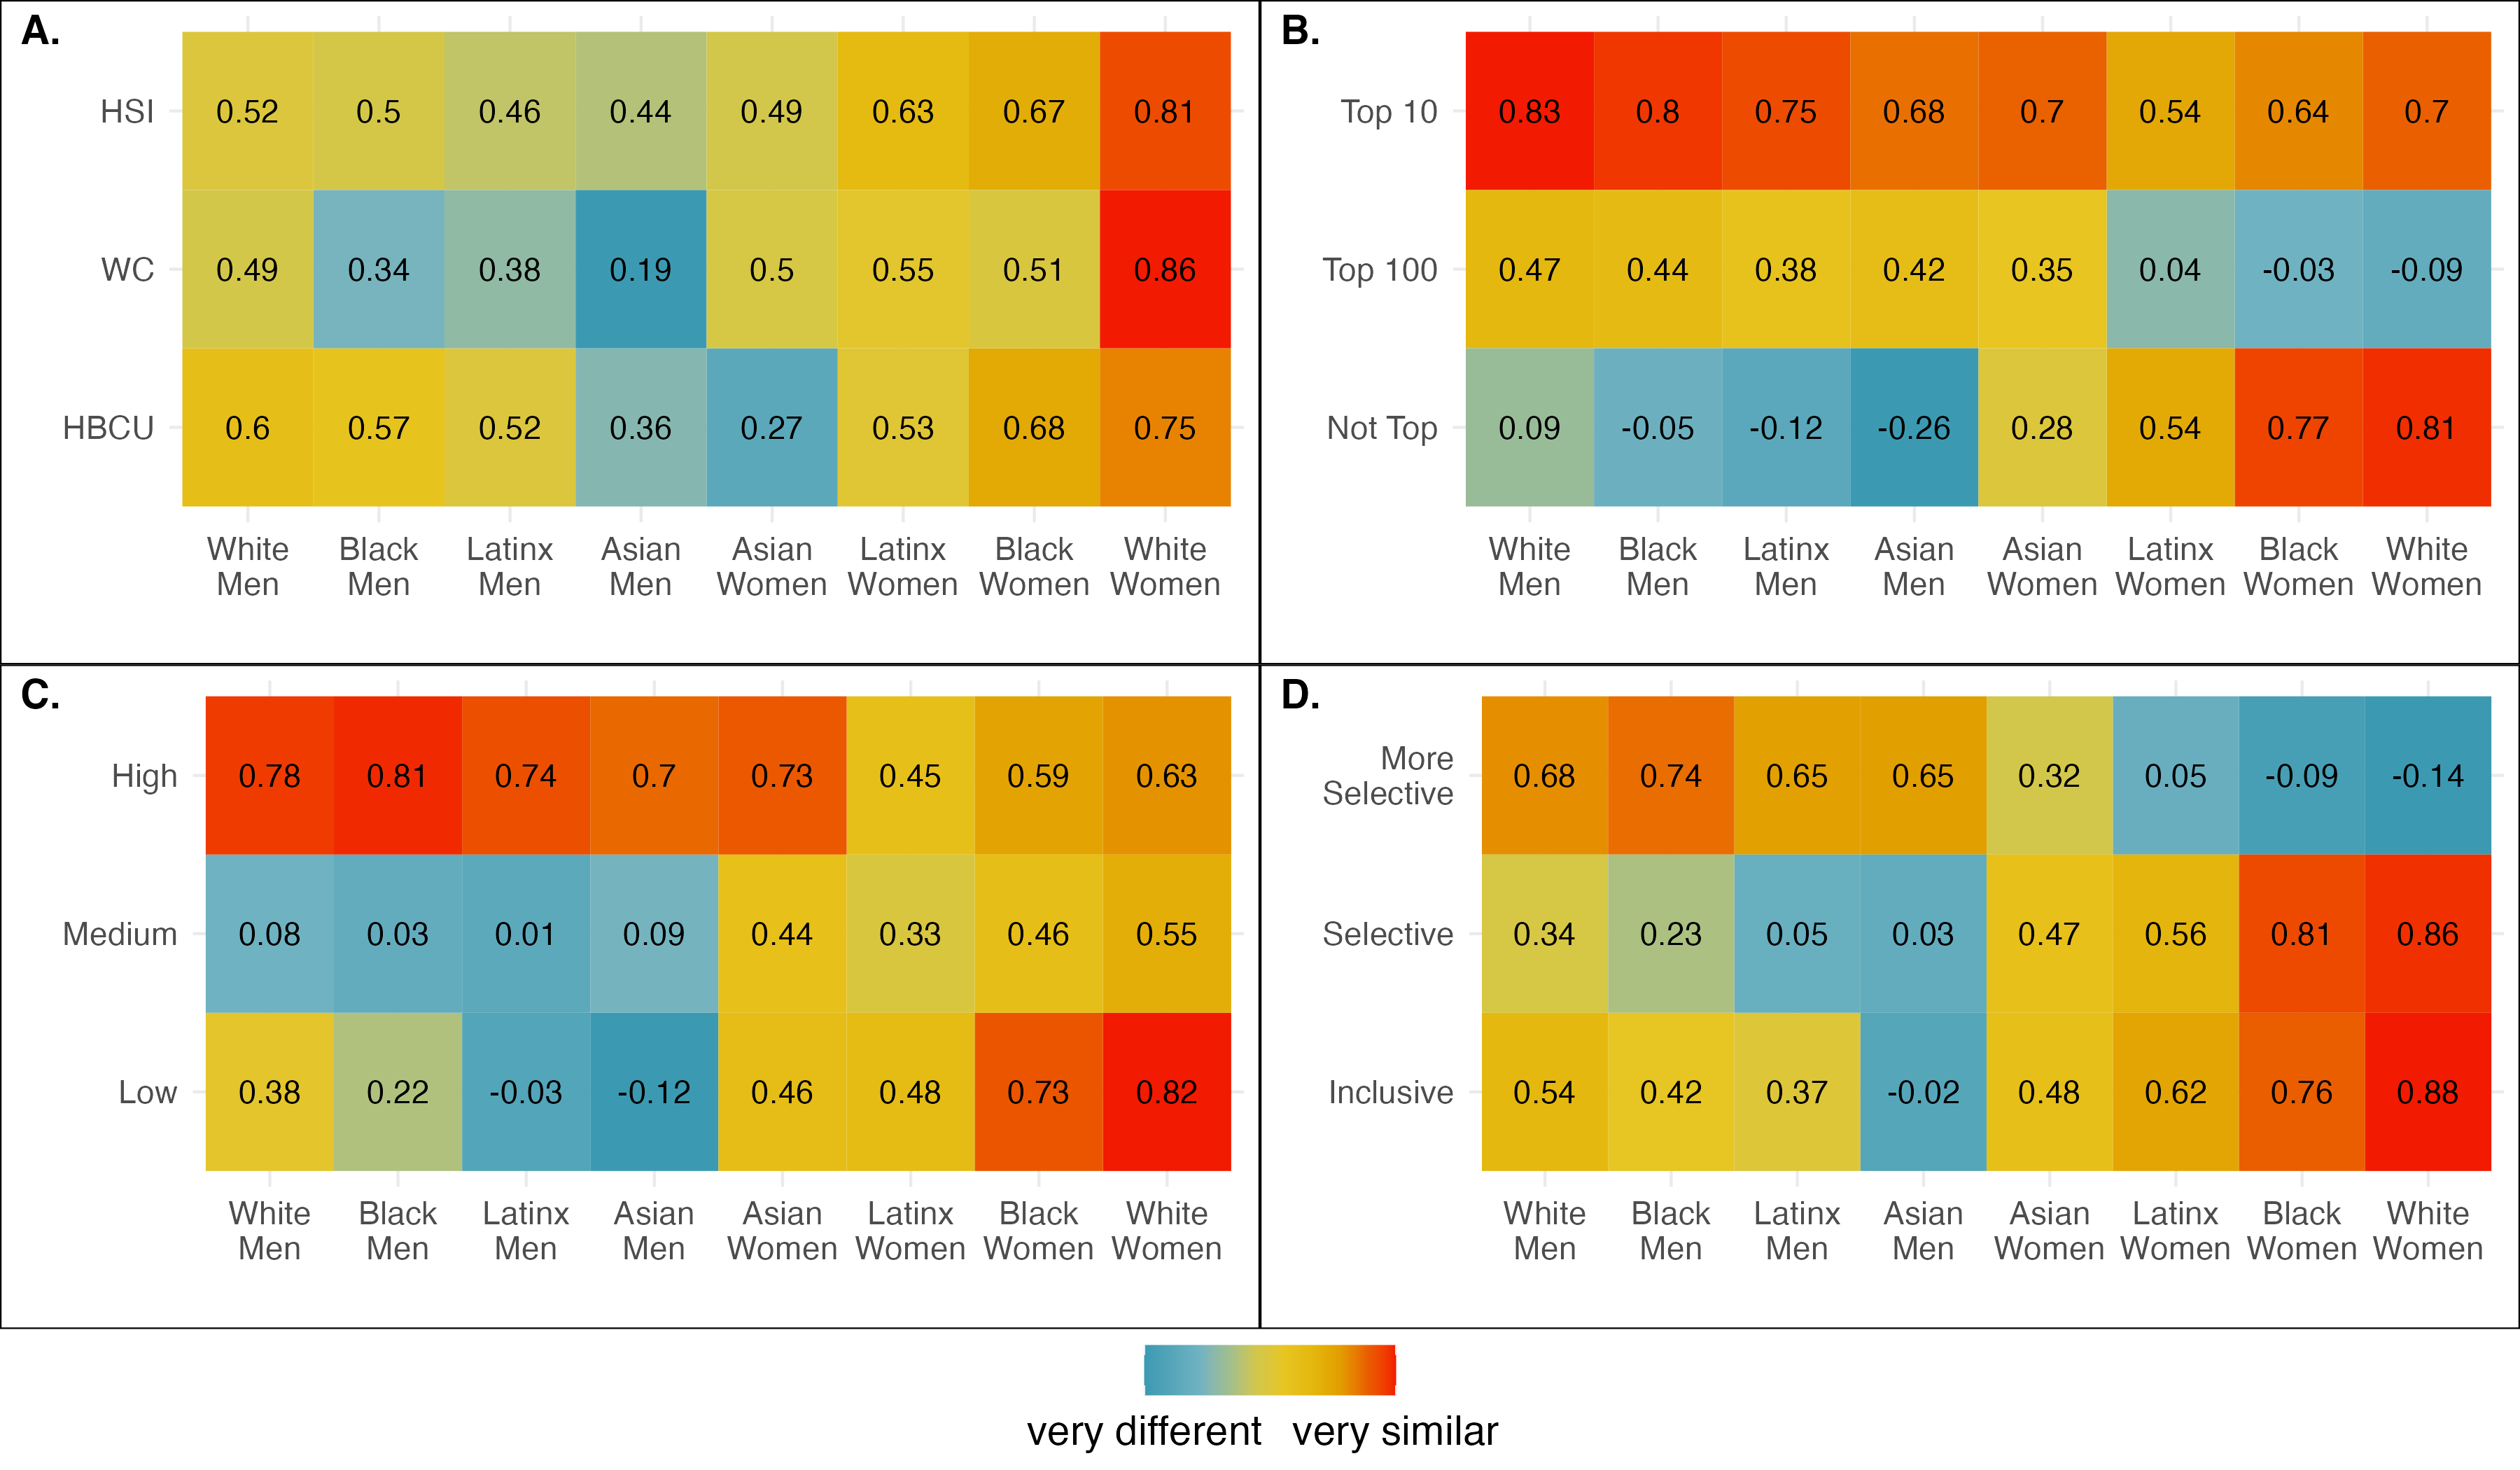 A.
HSI 0.52 0.5 0.46 0.44 0.49 0.63 0.67 0.81
WC 0.49 0.34 0.38 0.19 0.5 0.55 0.51 0.86
HBCU 0.6 0.57 0.52 0.36 0.27 0.53 0.68 0.75
White Black Latinx Asian Asian Latinx Black White
Men Men Men Men Women Women Women Women
B.
Top 10 0.83 0.8 0.75 0.68 0.7 0.54 0.64 0.7
Top 100 0.47 0.44 0.38 0.42 0.35 0.04 -0.03 -0.09
Not Top 0.09 -0.05 -0.12 -0.26 0.28 0.54 0.77 0.81
White Black Latinx Asian Asian Latinx Black White
Men Men Men Men Women Women Women Women
C.
High 0.78 0.81 0.74 0.7 0.73 0.45 0.59 0.63
Medium 0.08 0.03 0.01 0.09 0.44 0.33 0.46 0.55
Low 0.38 0.22 -0.03 -0.12 0.46 0.48 0.73 0.82
White Black Latinx Asian Asian Latinx Black White
Men Men Men Men Women Women Women Women
D.
More
Selective 0.68 0.74 0.65 0.65 0.32 0.05 -0.09 -0.14
Selective 0.34 0.23 0.05 0.03 0.47 0.56 0.81 0.86
Inclusive 0.54 0.42 0.37 -0.02 0.48 0.62 0.76 0.88
White Black Latinx Asian Asian Latinx Black White
Men Men Men Men Women Women Women Women
very different very similar